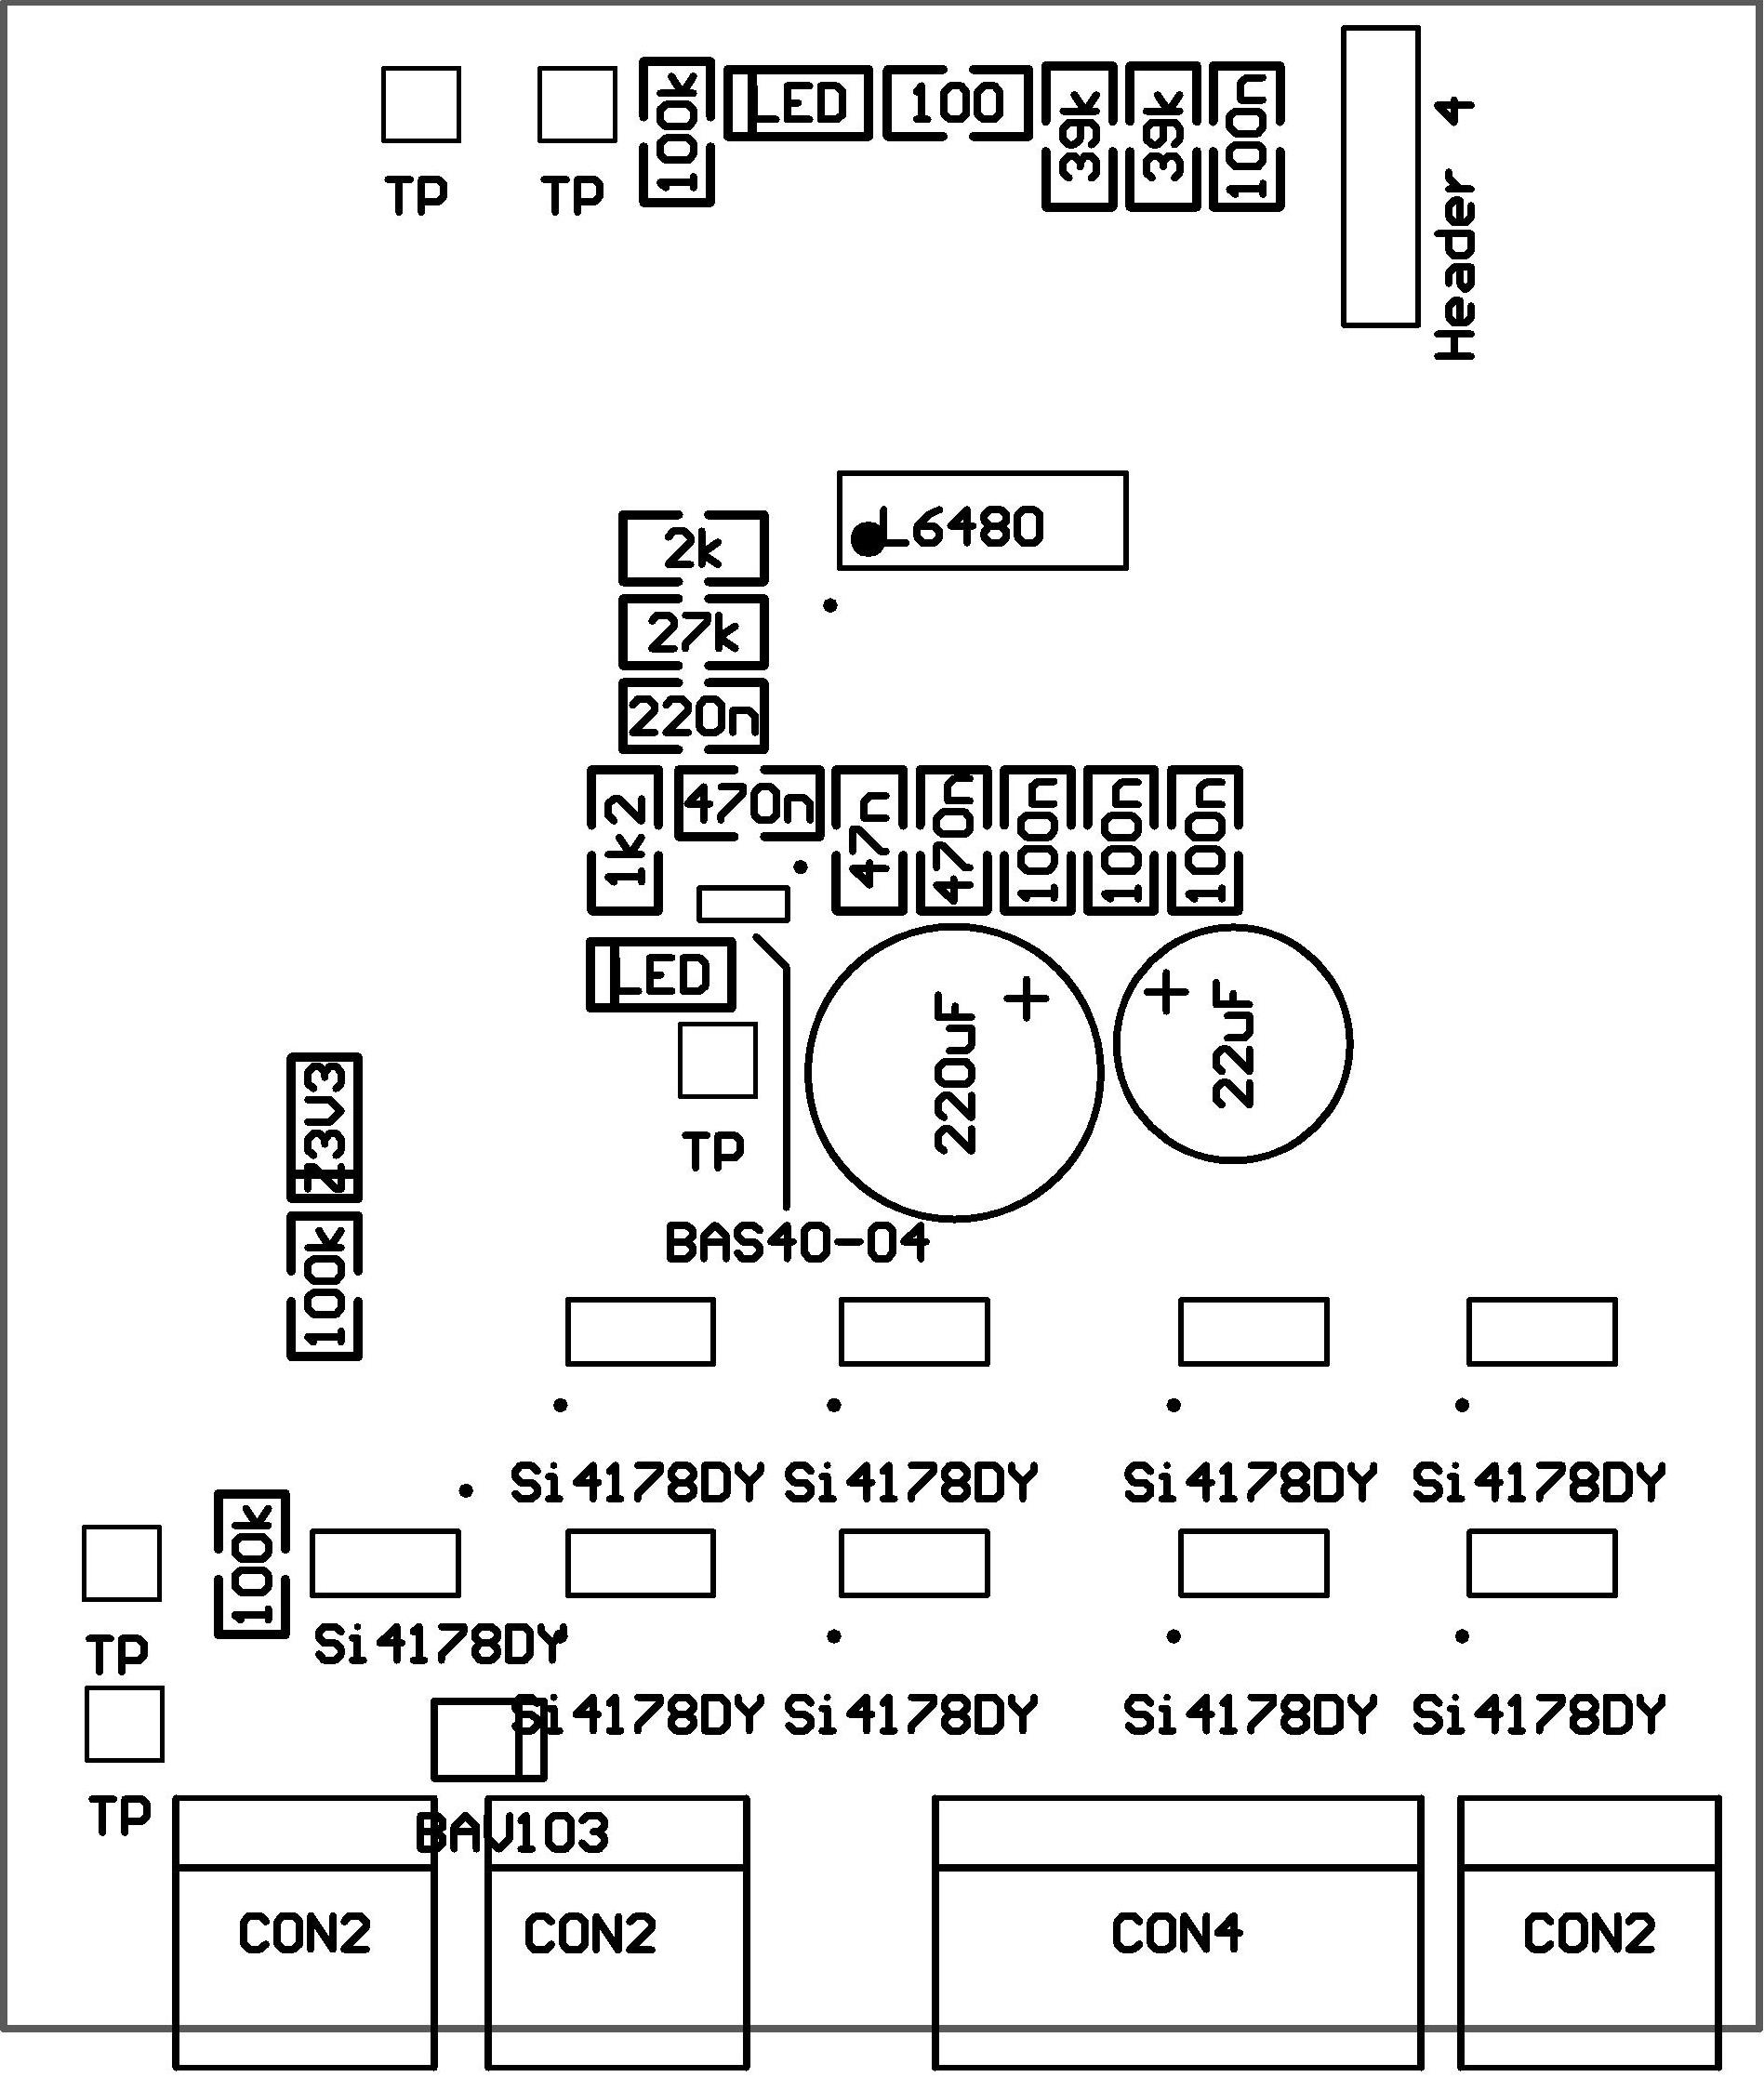 100k
LED
100
39k
39k
100n
Header 4
TP
TP
L6480
2k
27k
220n
1k2
470n
47n
470n
100n
100n
100n
LED
220uF
+
22uF
+
Z3V3
TP
BAS40-04
100k
Si4178DY
Si4178DY
Si4178DY
Si4178DY
100k
TP
Si4178DY
Si4178DY
Si4178DY
Si4178DY
Si4178DY
TP
BAV103
CON2
CON2
CON4
CON2